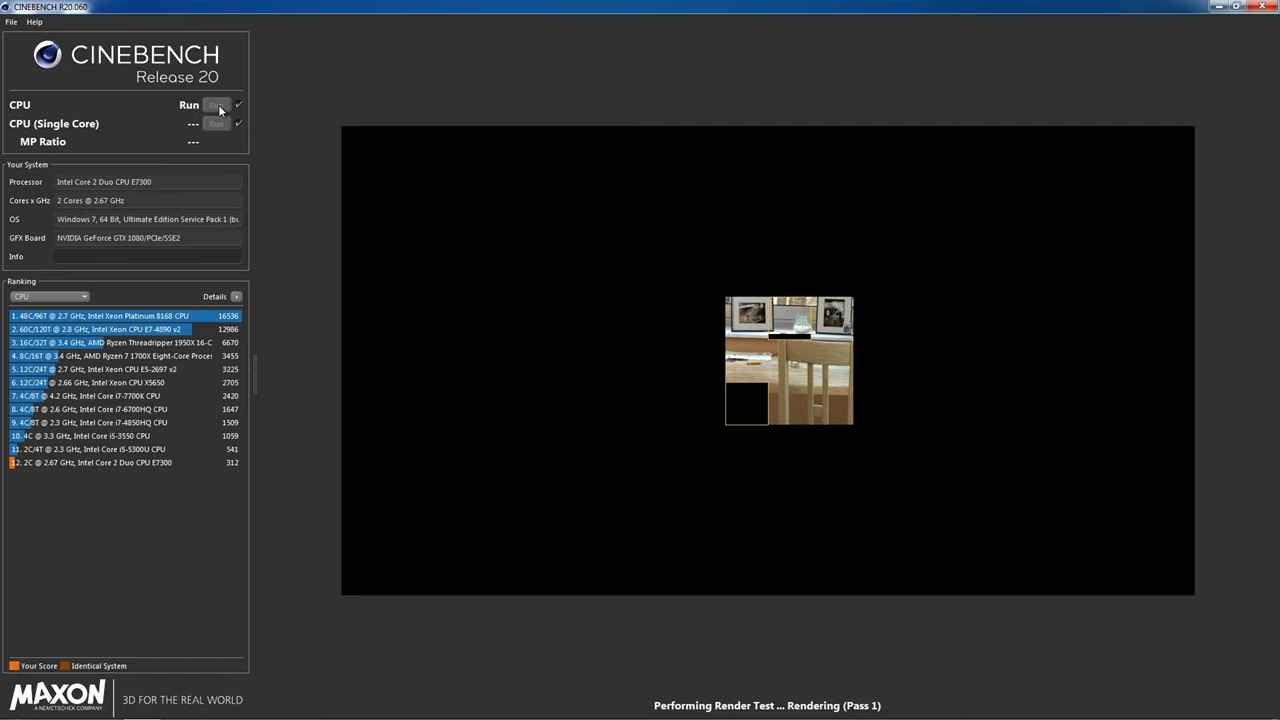 CINEBENCH R20.060
File Help
CINEBENCH
Release 20
CPU Run Run
CPU (Single Core) --- Run
MP Ratio ---
Your System
Processor Intel Core 2 Duo CPU E7300
Cores x GHz 2 Cores @ 2.67 GHz
OS Windows 7, 64 Bit, Ultimate Edition Service Pack 1 (bu
GFX Board NVIDIA GeForce GTX 1080/PCIe/SSE2
Info
Ranking
CPU Details
1. 48C/96T @ 2.7 GHz, Intel Xeon Platinum 8168 CPU 16536
2. 60C/120T @ 2.8 GHz, Intel Xeon CPU E7-4890 v2 12986
3. 16C/32T @ 3.4 GHz, AMD Ryzen Threadripper 1950X 16-C 6670
4. 8C/16T @ 3.4 GHz, AMD Ryzen 7 1700X Eight-Core Proces 3455
5. 12C/24T @ 2.7 GHz, Intel Xeon CPU E5-2697 v2 3225
6. 12C/24T @ 2.66 GHz, Intel Xeon CPU X5650 2705
7. 4C/8T @ 4.2 GHz, Intel Core i7-7700K CPU 2420
8. 4C/8T @ 2.6 GHz, Intel Core i7-6700HQ CPU 1647
9. 4C/8T @ 2.3 GHz, Intel Core i7-4850HQ CPU 1509
10. 4C @ 3.3 GHz, Intel Core i5-3550 CPU 1059
11. 2C/4T @ 2.3 GHz, Intel Core i5-5300U CPU 541
12. 2C @ 2.67 GHz, Intel Core 2 Duo CPU E7300 312
Your Score Identical System
MAXON
A NEMETSCHEK COMPANY
3D FOR THE REAL WORLD
Performing Render Test ... Rendering (Pass 1)